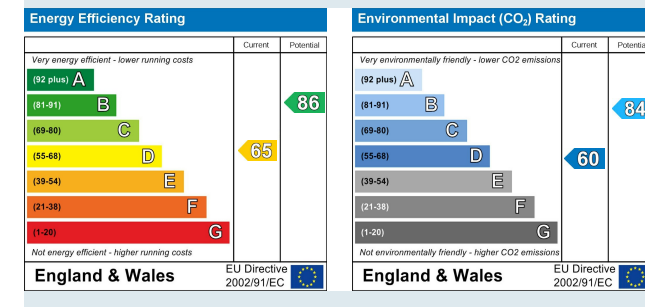 Energy Efficiency Rating
Current Potential
Very energy efficient - lower running costs
(92 plus) A
(81-91) B
86
(69-80) C
(55-68) D
65
(39-54) E
(21-38) F
(1-20) G
Not energy efficient - higher running costs
England & Wales
EU Directive
2002/91/EC
Environmental Impact (CO2) Rating
Current Potentia
Very environmentally friendly - lower CO2 emissions
(92 plus) A
(81-91) B
84
(69-80) C
(55-68) D
60
(39-54) E
(21-38) F
(1-20) G
Not environmentally friendly - higher CO2 emissions
England & Wales
EU Directive
2002/91/EC